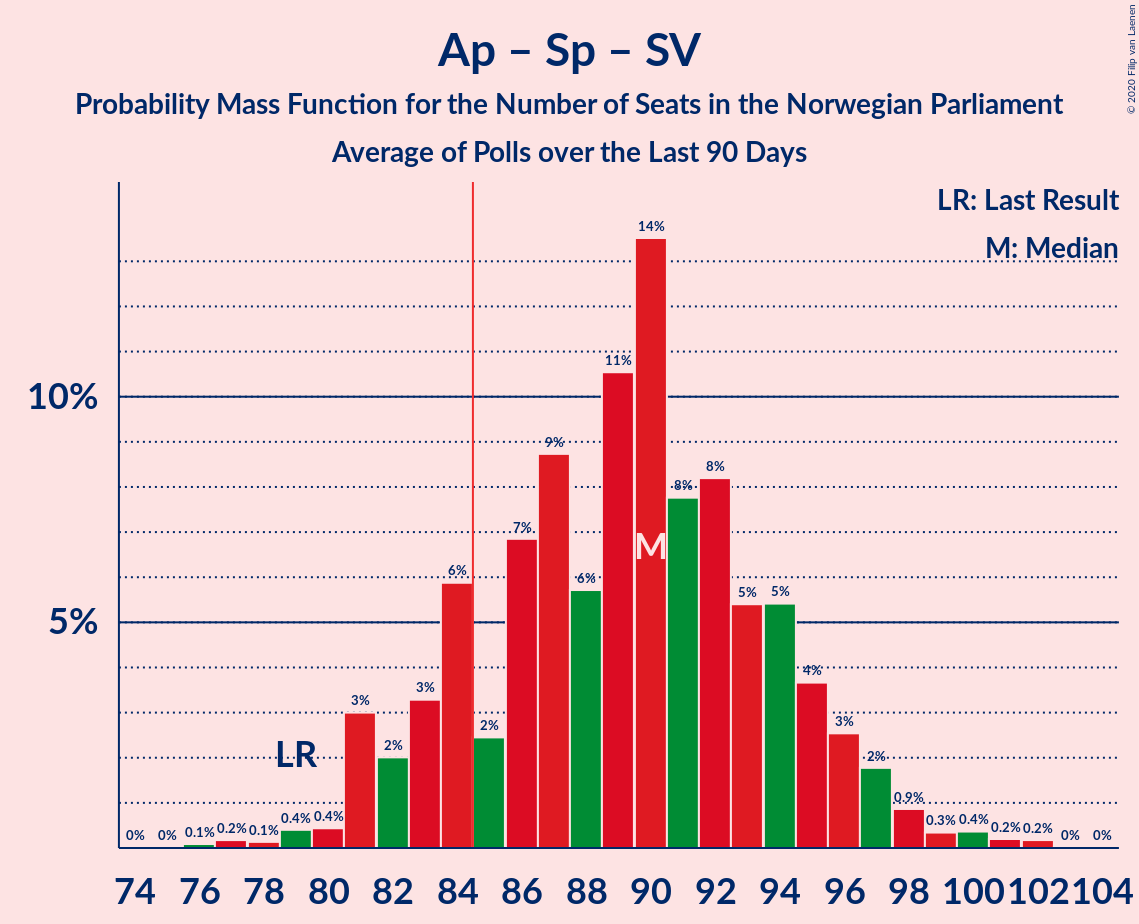 © 2020 Filip van Laenen
Ap – Sp – SV
Probability Mass Function for the Number of Seats in the Norwegian Parliament
Average of Polls over the Last 90 Days
LR: Last Result
M: Median
10%
5%
0% 0% 0.1% 0.2% 0.1% 0.4% 0.4% 3% 2% 3% 6% 2% 7% 9% 6% 11% 14% 8% 8% 5% 5% 4% 3% 2% 0.9% 0.3% 0.4% 0.2% 0.2% 0% 0%
LR
M
74 76 78 80 82 84 86 88 90 92 94 96 98 100 102 104